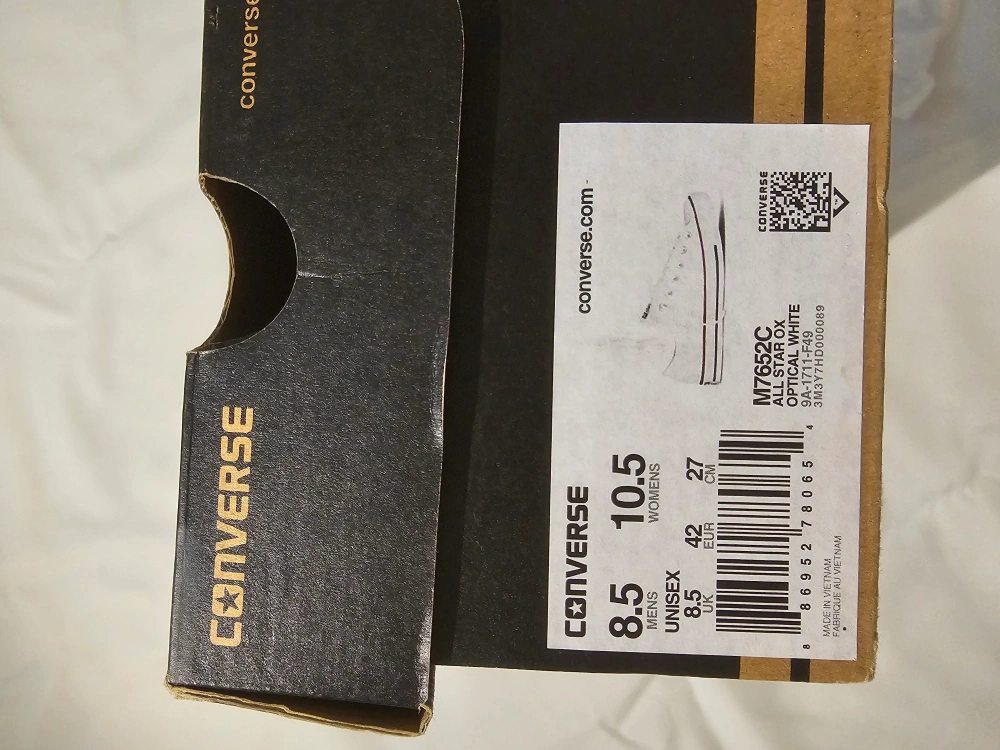 converse
CONVERSE
CONVERSE
8.5 10.5
MENS WOMENS
UNISEX
8.5 42 27
UK EUR CM
8 86952 78065 4
MADE IN VIETNAM
FABRIQUE AU VIETNAM
converse.com
M7652C
ALL STAR OX
OPTICAL WHITE
9A-1711-F49
3M3Y7HD000089
CONVERSE